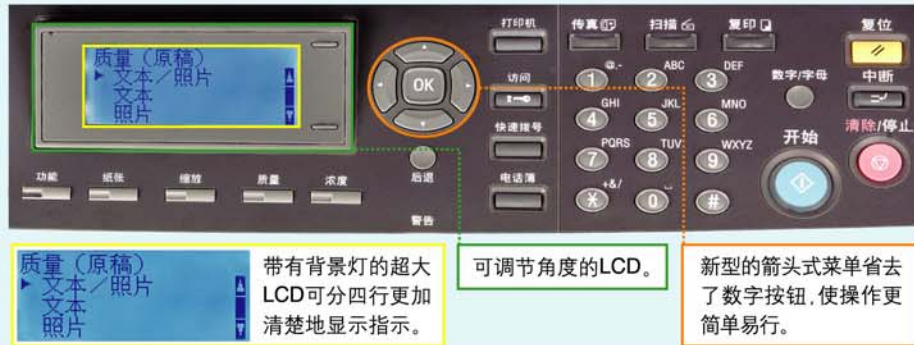 打印机 传真 扫描 复印 复位
质量（原稿）
▶文本／照片
文本
照片
OK
访问
数字/字母 中断
@.- ABC DEF
1 2 3
GHI JKL MNO
4 5 6
快速拨号
开始 清除/停止
PQRS TUV WXYZ
7 8 9
功能 纸张 缩放 质量 浓度 后退 电话簿
+&/
* 0 #
警告
质量（原稿）
▶文本／照片
文本
照片
带有背景灯的超大
LCD可分四行更加
清楚地显示指示。
可调节角度的LCD。
新型的箭头式菜单省去
了数字按钮,使操作更
简单易行。